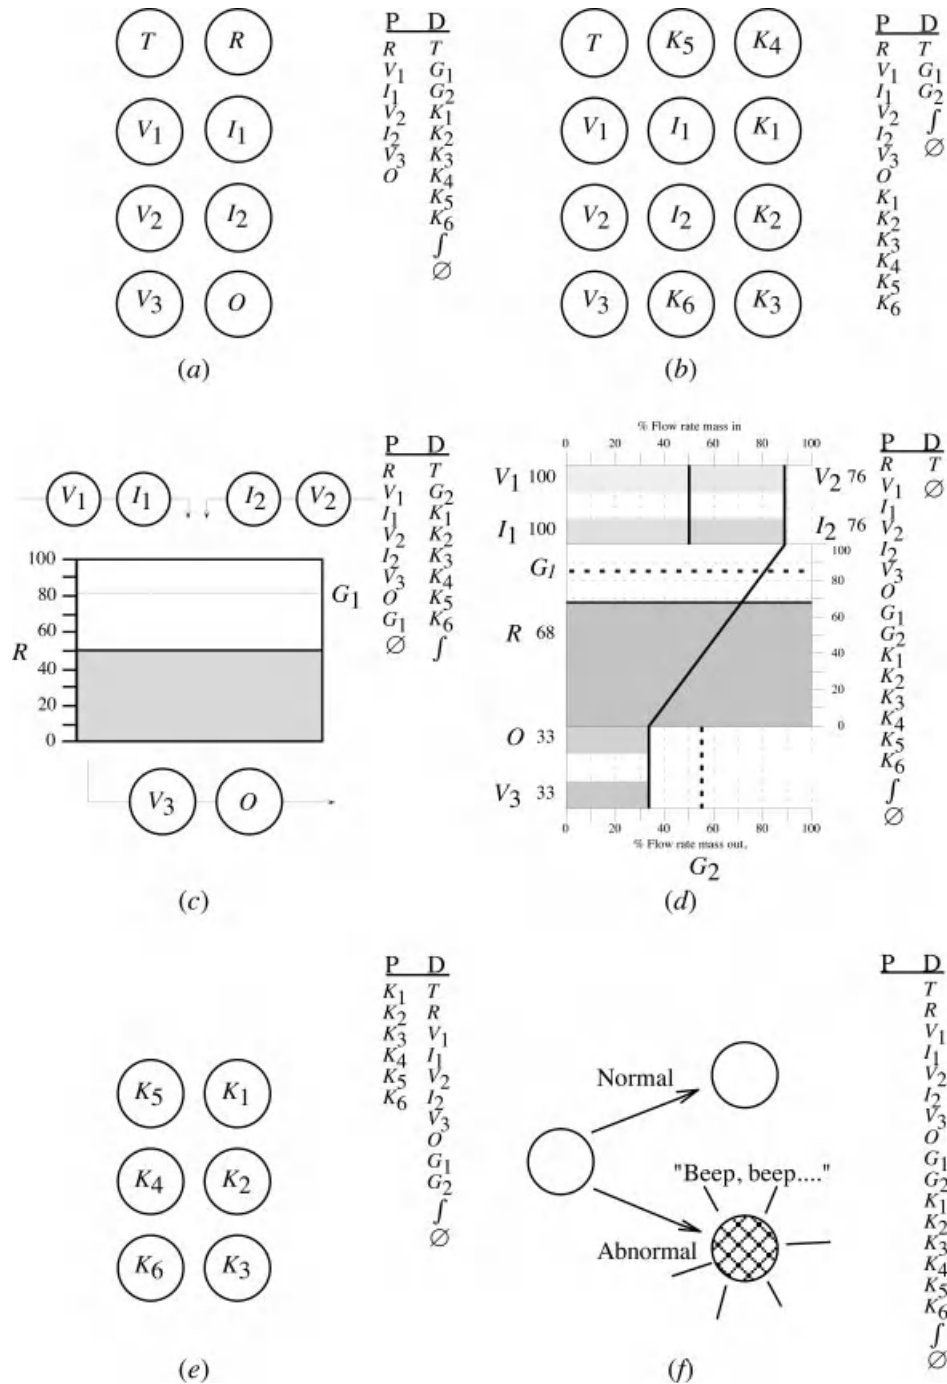 P D
T R
R T
V1 G1
I1 G2
V1 I1
V2 K1
I2 K2
V3 K3
O K4
K5
V2 I2
K6
∫
∅
V3 O
(a)
P D
T K5 K4
R T
V1 G1
I1 G2
V2 ∫
I2
V3 ∅
V1 I1 K1
O
K1
K2
V2 I2 K2
K3
K4
K5
K6
V3 K6 K3
(b)
P D
V1 I1 I2 V2
R T
V1 G2
I1 K1
V2 K2
I2 K3
V3 K4
O K5
G1 K6
∅ ∫
100
80
60
40
20
0
R
G1
V3 O
(c)
% Flow rate mass in
0 20 40 60 80 100
V1 100 V2 76
I1 100 I2 76
G1
R 68
100
80
60
40
20
0
O 33
V3 33
0 20 40 60 80 100
% Flow rate mass out,
G2
(d)
P D
R T
V1 ∅
I1
V2
I2
V3
O
G1
G2
K1
K2
K3
K4
K5
K6
∫
∅
P D
K1 T
K2 R
K3 V1
K4 I1
K5 V2
K6 I2
V3
O
G1
G2
∫
∅
K5 K1
K4 K2
K6 K3
(e)
P D
T
R
V1
I1
V2
I2
V3
O
G1
G2
K1
K2
K3
K4
K5
K6
∫
∅
Normal
"Beep, beep...."
Abnormal
(f)